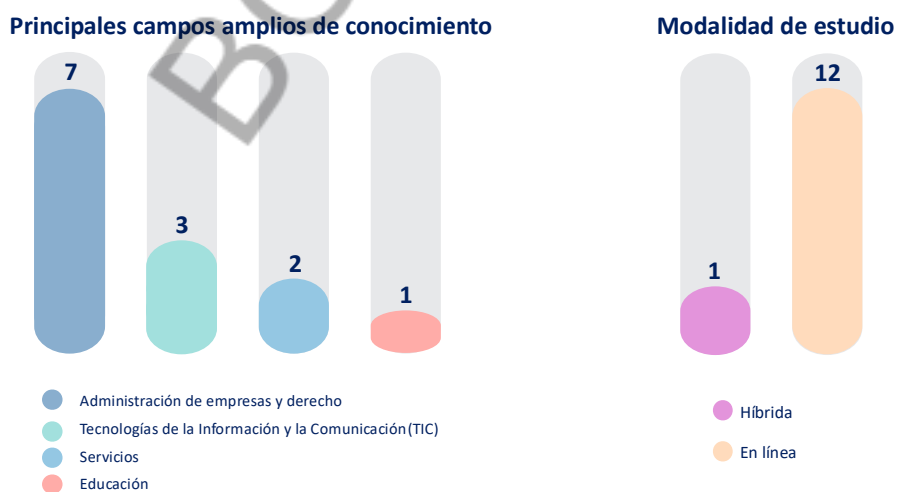 Principales campos amplios de conocimiento
7
3
2
1
Administración de empresas y derecho
Tecnologías de la Información y la Comunicación(TIC)
Servicios
Educación
Modalidad de estudio
1
12
Híbrida
En línea